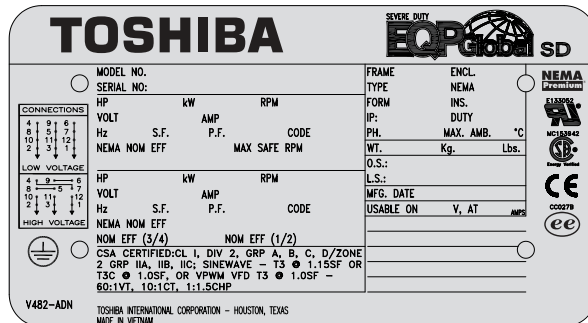 TOSHIBA
SEVERE DUTY
EQP Global SD
MODEL NO.
SERIAL NO:
HP kW RPM
VOLT AMP
Hz S.F. P.F. CODE
NEMA NOM EFF MAX SAFE RPM
HP kW RPM
VOLT AMP
Hz S.F. P.F. CODE
NEMA NOM EFF
NOM EFF (3/4) NOM EFF (1/2)
CSA CERTIFIED:CL I, DIV 2, GRP A, B, C, D/ZONE
2 GRP IIA, IIB, IIC; SINEWAVE – T3 @ 1.15SF OR
T3C @ 1.0SF, OR VPWM VFD T3 @ 1.0SF –
60:1VT, 10:1CT, 1:1.5CHP
FRAME ENCL.
TYPE NEMA
FORM INS.
IP: DUTY
PH. MAX. AMB. °C
WT. Kg. Lbs.
O.S.:
L.S.:
MFG. DATE
USABLE ON V, AT AMPS
CONNECTIONS
4 9 6
8 5 7
10 11 12
2 3 1
LOW VOLTAGE
4 9 6
8 5 7
10 11 12
2 3 1
HIGH VOLTAGE
NEMA
Premium
E133052
MC153942
Energy Verified
CE
CC027B
ee
V482-ADN
TOSHIBA INTERNATIONAL CORPORATION – HOUSTON, TEXAS
MADE IN VIETNAM